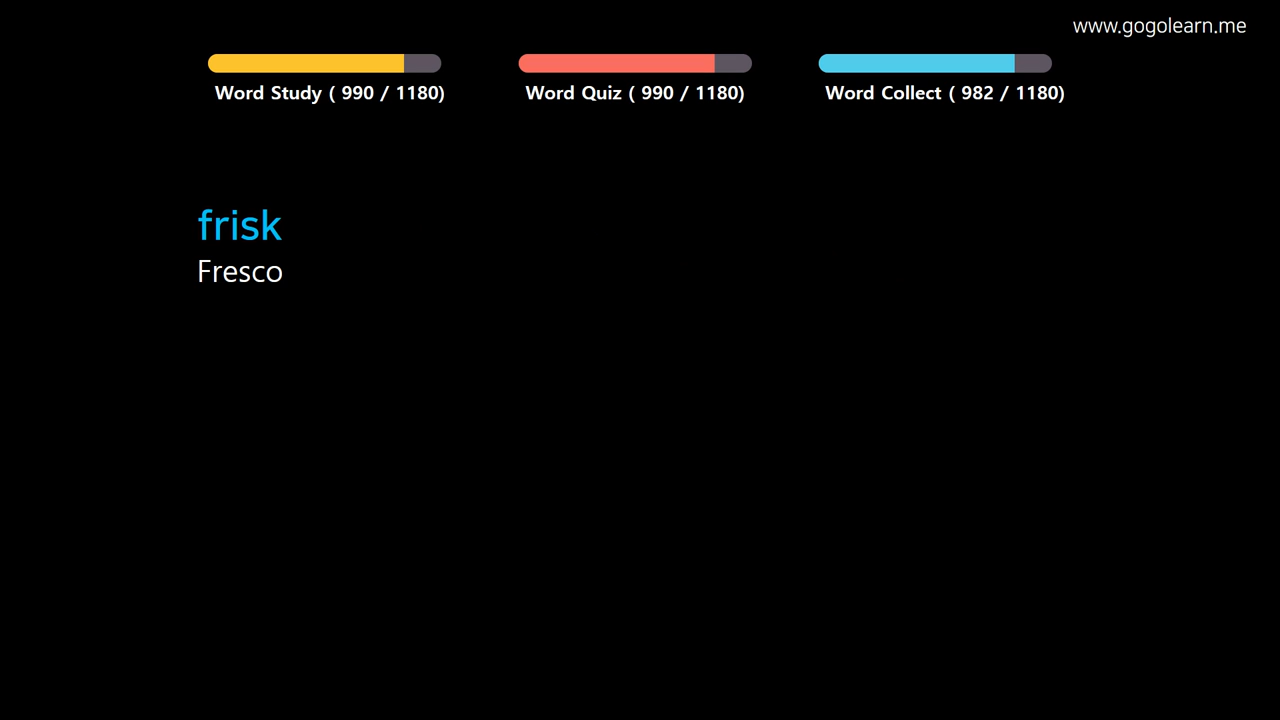 www.gogolearn.me
Word Study ( 990 / 1180)
Word Quiz ( 990 / 1180)
Word Collect ( 982 / 1180)
frisk
Fresco